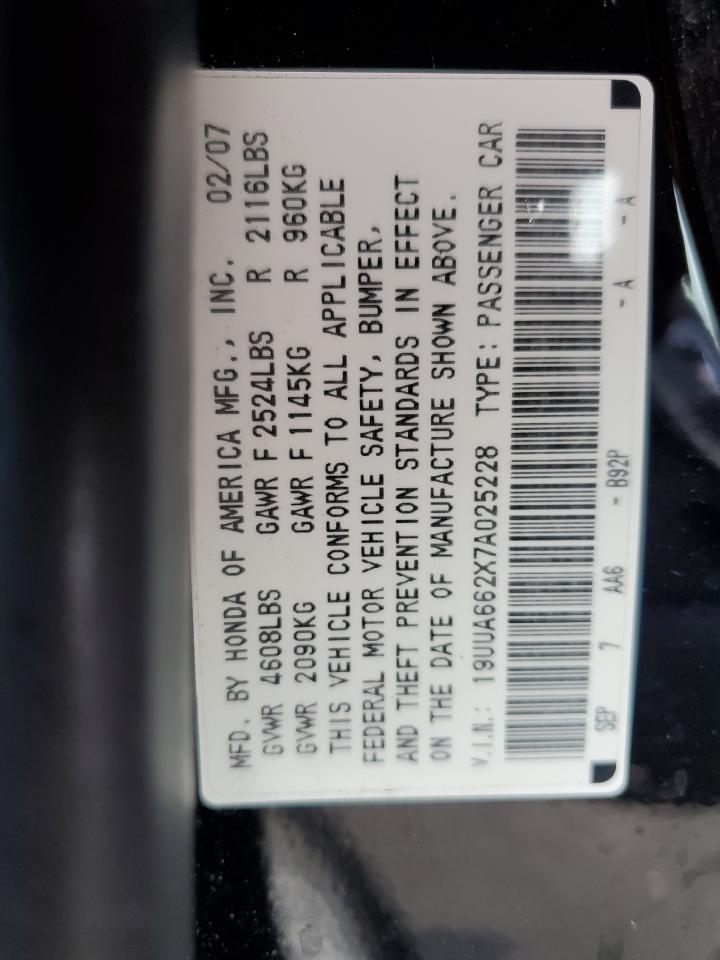 MFD. BY HONDA OF AMERICA MFG., INC. 02/07
GVWR 4608LBS GAWR F 2524LBS R 2116LBS
GVWR 2090KG GAWR F 1145KG R 960KG
THIS VEHICLE CONFORMS TO ALL APPLICABLE
FEDERAL MOTOR VEHICLE SAFETY, BUMPER,
AND THEFT PREVENTION STANDARDS IN EFFECT
ON THE DATE OF MANUFACTURE SHOWN ABOVE.
V.I.N.: 19UUA662X7A025228 TYPE: PASSENGER CAR
SEP 7 AA6 - B92P - A - A